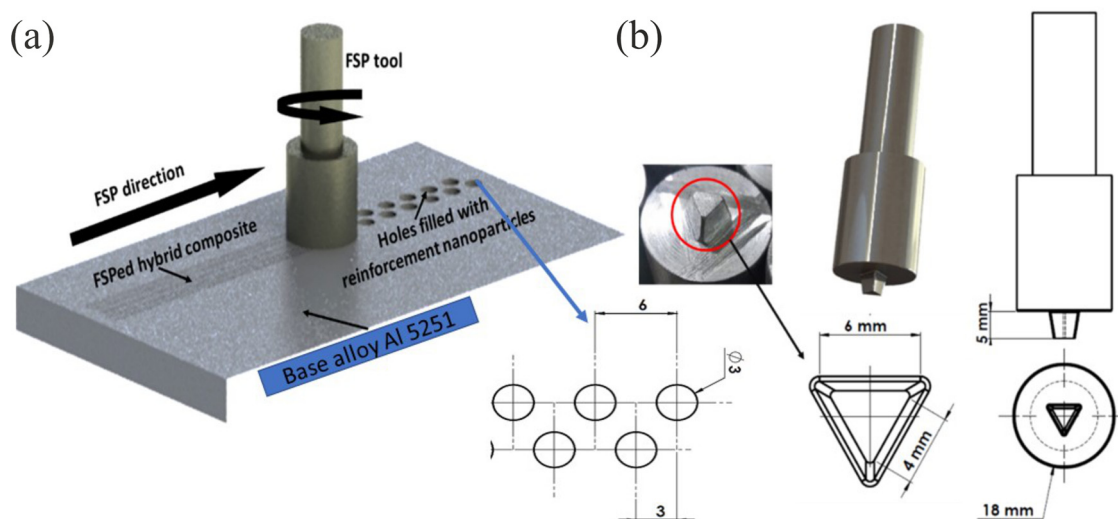 (a)
FSP tool
FSP direction
Holes filled with
reinforcement nanoparticles
FSPed hybrid composite
Base alloy Al 5251
6
Ø3
3
(b)
6 mm
4 mm
5 mm
18 mm